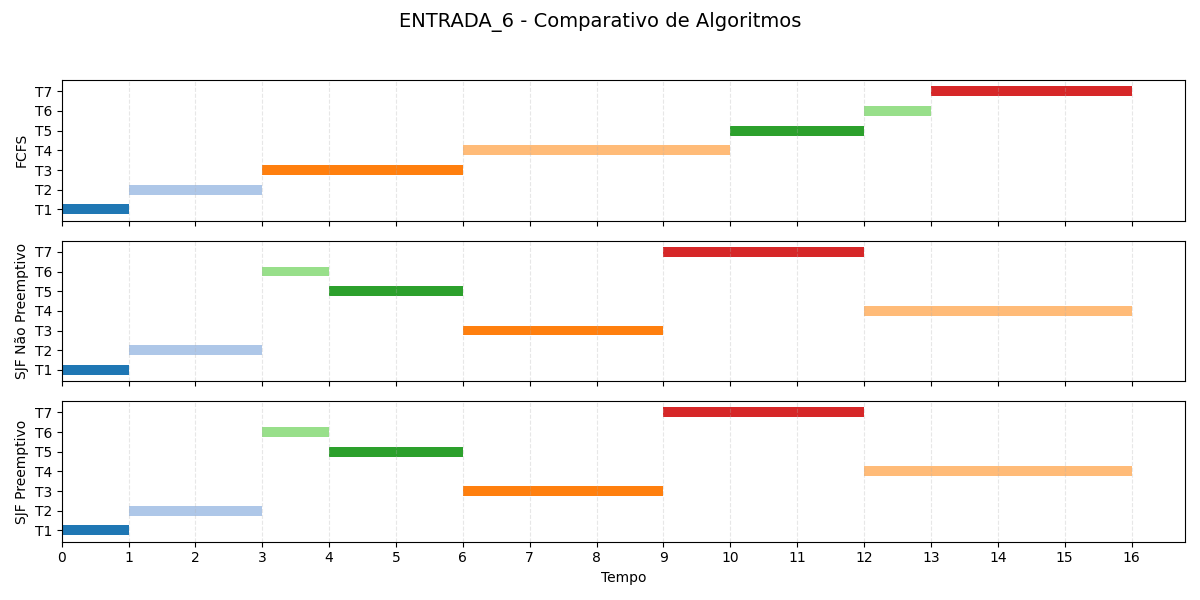 ENTRADA_6 - Comparativo de Algoritmos
FCFS
T7
T6
T5
T4
T3
T2
T1
SJF Não Preemptivo
T7
T6
T5
T4
T3
T2
T1
SJF Preemptivo
T7
T6
T5
T4
T3
T2
T1
0 1 2 3 4 5 6 7 8 9 10 11 12 13 14 15 16
Tempo